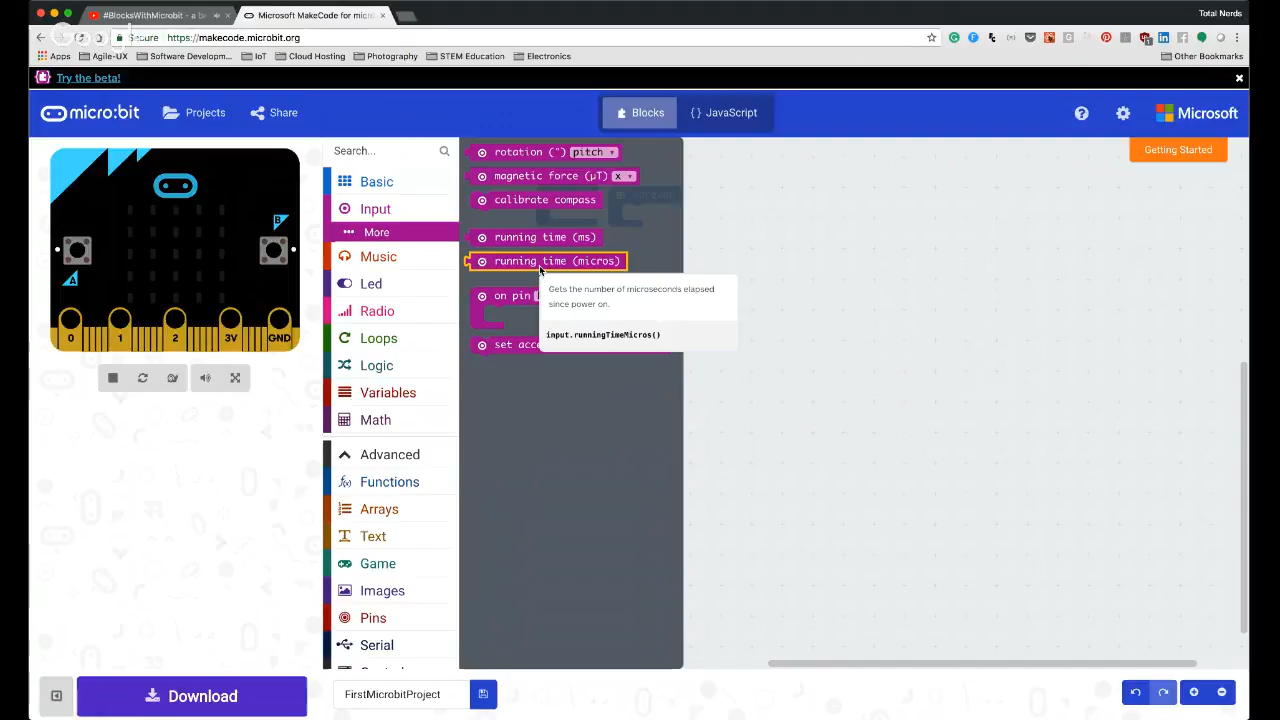 #BlocksWithMicrobit - a be
Microsoft MakeCode for micro
Total Nerds
Secure https://makecode.microbit.org
Apps Agile-UX Software Developm... IoT Cloud Hosting Photography STEM Education Electronics Other Bookmarks
Try the beta!
micro:bit Projects Share Blocks {} JavaScript Microsoft
Getting Started
Search...
Basic
Input
More
Music
Led
Radio
Loops
Logic
Variables
Math
Advanced
Functions
Arrays
Text
Game
Images
Pins
Serial
rotation (°) pitch
magnetic force (µT) x
calibrate compass
running time (ms)
running time (micros)
on pin
set acce
Gets the number of microseconds elapsed
since power on.
input.runningTimeMicros()
A
B
0 1 2 3V GND
Download
FirstMicrobitProject